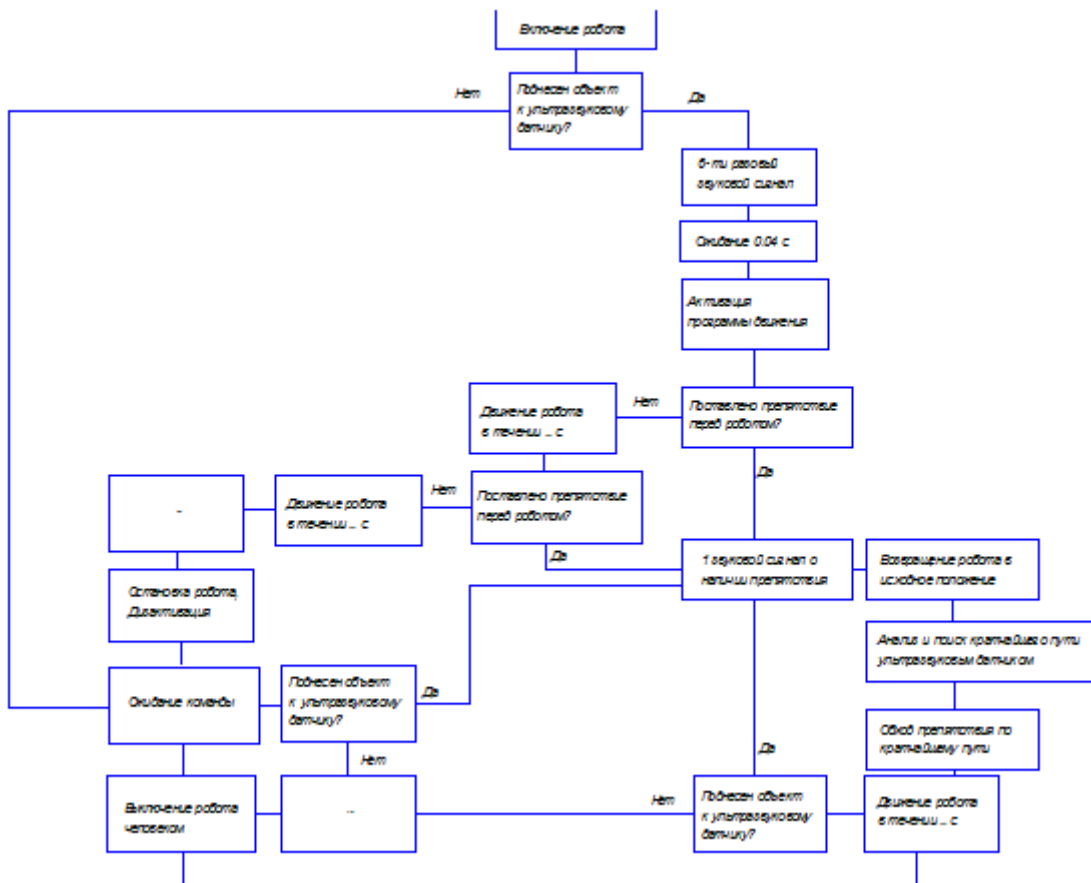 Включение робота
Нет
Поднесен объект
к ультразвуковому
датчику?
Да
6-ти разовый
звуковой сигнал
Ожидание 0.04 с
Активация
программы движения
Движение робота
в течении ... с
Нет
Поставлено препятствие
перед роботом?
Да
...
Движение робота
в течении ... с
Нет
Поставлено препятствие
перед роботом?
Да
1 звуковой сигнал о
наличии препятствия
Возвращение робота в
исходное положение
Остановка робота,
Дизактивация
Анализ и поиск кратчайшего пути
ультразвуковым датчиком
Ожидание команды
Поднесен объект
к ультразвуковому
датчику?
Да
Обход препятствия по
кратчайшему пути
Нет
Да
Выключение робота
человеком
...
Нет
Поднесен объект
к ультразвуковому
датчику?
Движение робота
в течении ... с